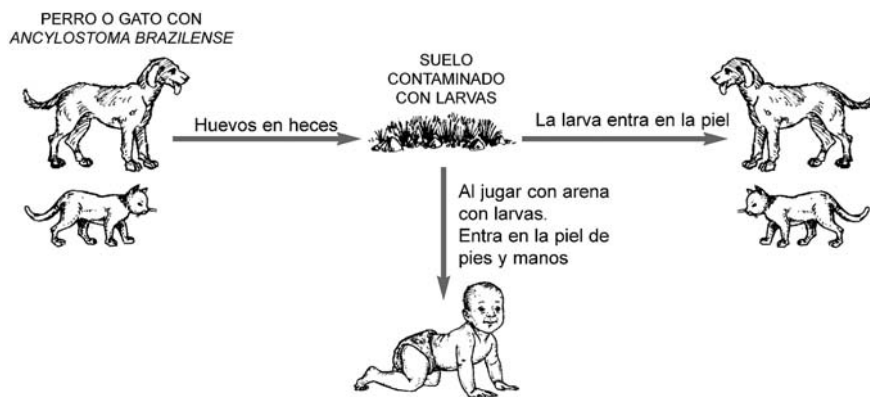 PERRO O GATO CON
ANCYLOSTOMA BRAZILENSE
SUELO
CONTAMINADO
CON LARVAS
Huevos en heces
La larva entra en la piel
Al jugar con arena
con larvas.
Entra en la piel de
pies y manos